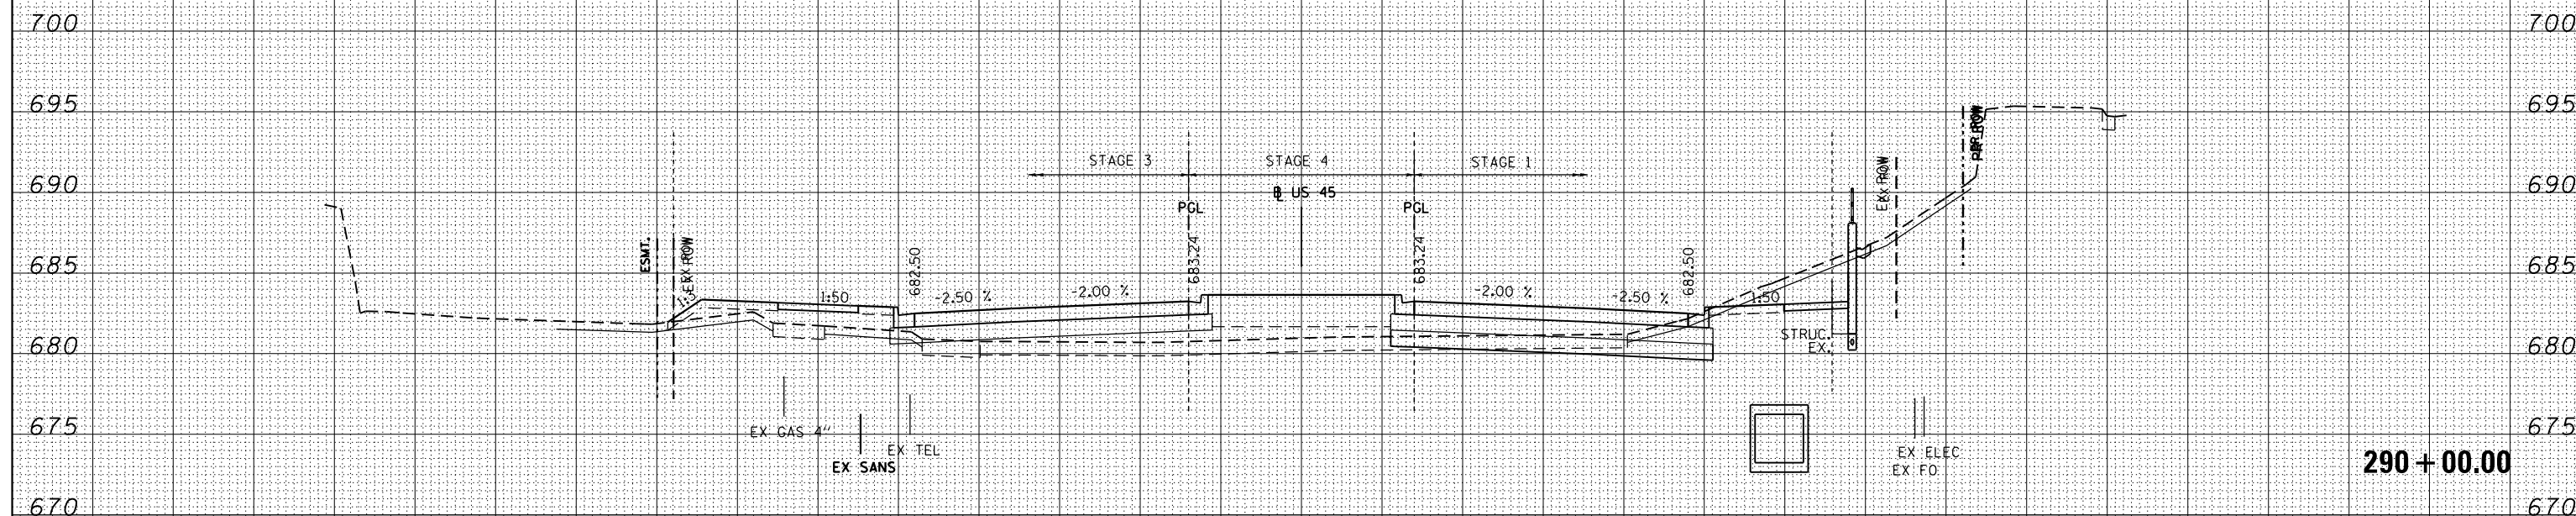 700 700
695 695
690 690
685 685
680 680
675 675
670 670
STAGE 3 STAGE 4 STAGE 1
℄ US 45
PGL PGL
ESMT.
EX ROW
1:3
1:50
682.50
-2.50 %
-2.00 %
683.24
683.24
-2.00 %
-2.50 %
682.50
1:50
STRUC.
EX.
EX ROW
EX GAS 4"
EX SANS
EX TEL
EX ELEC
EX FO
290+00.00